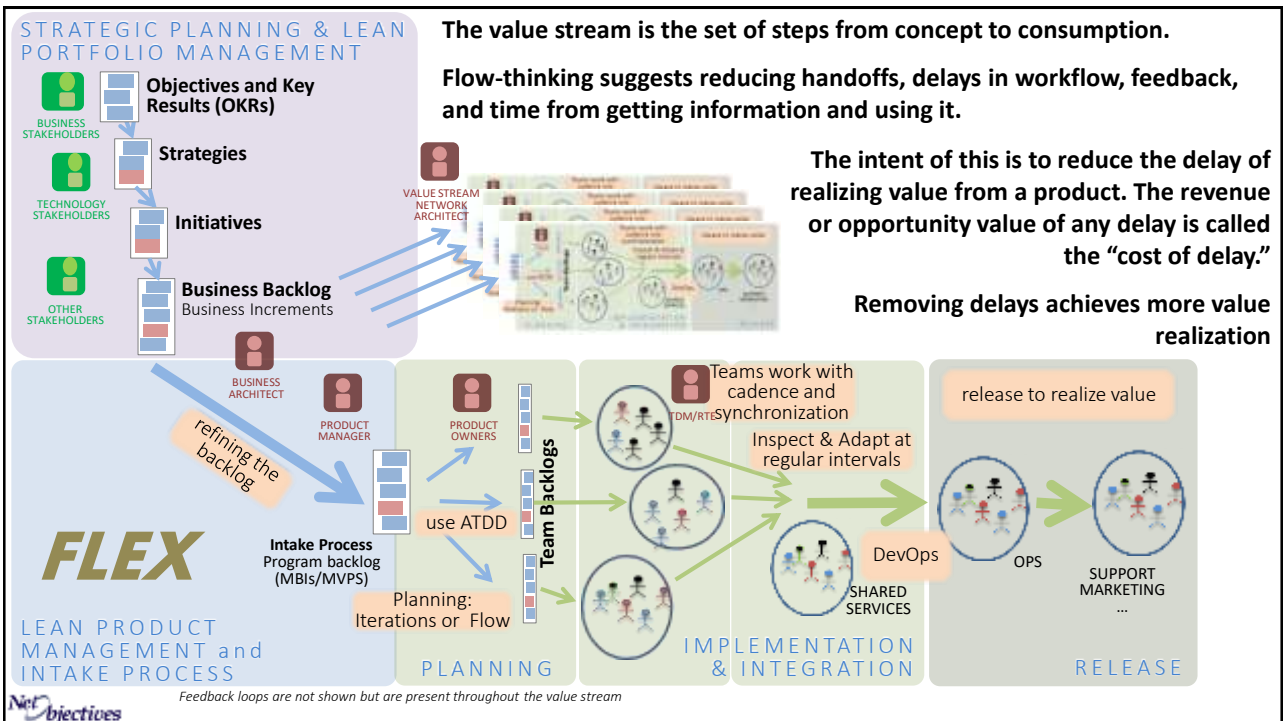 STRATEGIC PLANNING & LEAN
PORTFOLIO MANAGEMENT
The value stream is the set of steps from concept to consumption.
Flow-thinking suggests reducing handoffs, delays in workflow, feedback,
and time from getting information and using it.
The intent of this is to reduce the delay of
realizing value from a product. The revenue
or opportunity value of any delay is called
the “cost of delay.”
Removing delays achieves more value
realization
Objectives and Key
Results (OKRs)
BUSINESS
STAKEHOLDERS
Strategies
TECHNOLOGY
STAKEHOLDERS
Initiatives
OTHER
STAKEHOLDERS
Business Backlog
Business Increments
VALUE STREAM
NETWORK
ARCHITECT
BUSINESS
ARCHITECT
PRODUCT
MANAGER
refining the
backlog
FLEX
Intake Process
Program backlog
(MBIs/MVPS)
LEAN PRODUCT
MANAGEMENT and
INTAKE PROCESS
PRODUCT
OWNERS
use ATDD
Planning:
Iterations or Flow
Team Backlogs
PLANNING
TDM/RTE
Teams work with
cadence and
synchronization
Inspect & Adapt at
regular intervals
SHARED
SERVICES
DevOps
IMPLEMENTATION
& INTEGRATION
release to realize value
OPS
SUPPORT
MARKETING
...
RELEASE
Net Objectives
Feedback loops are not shown but are present throughout the value stream